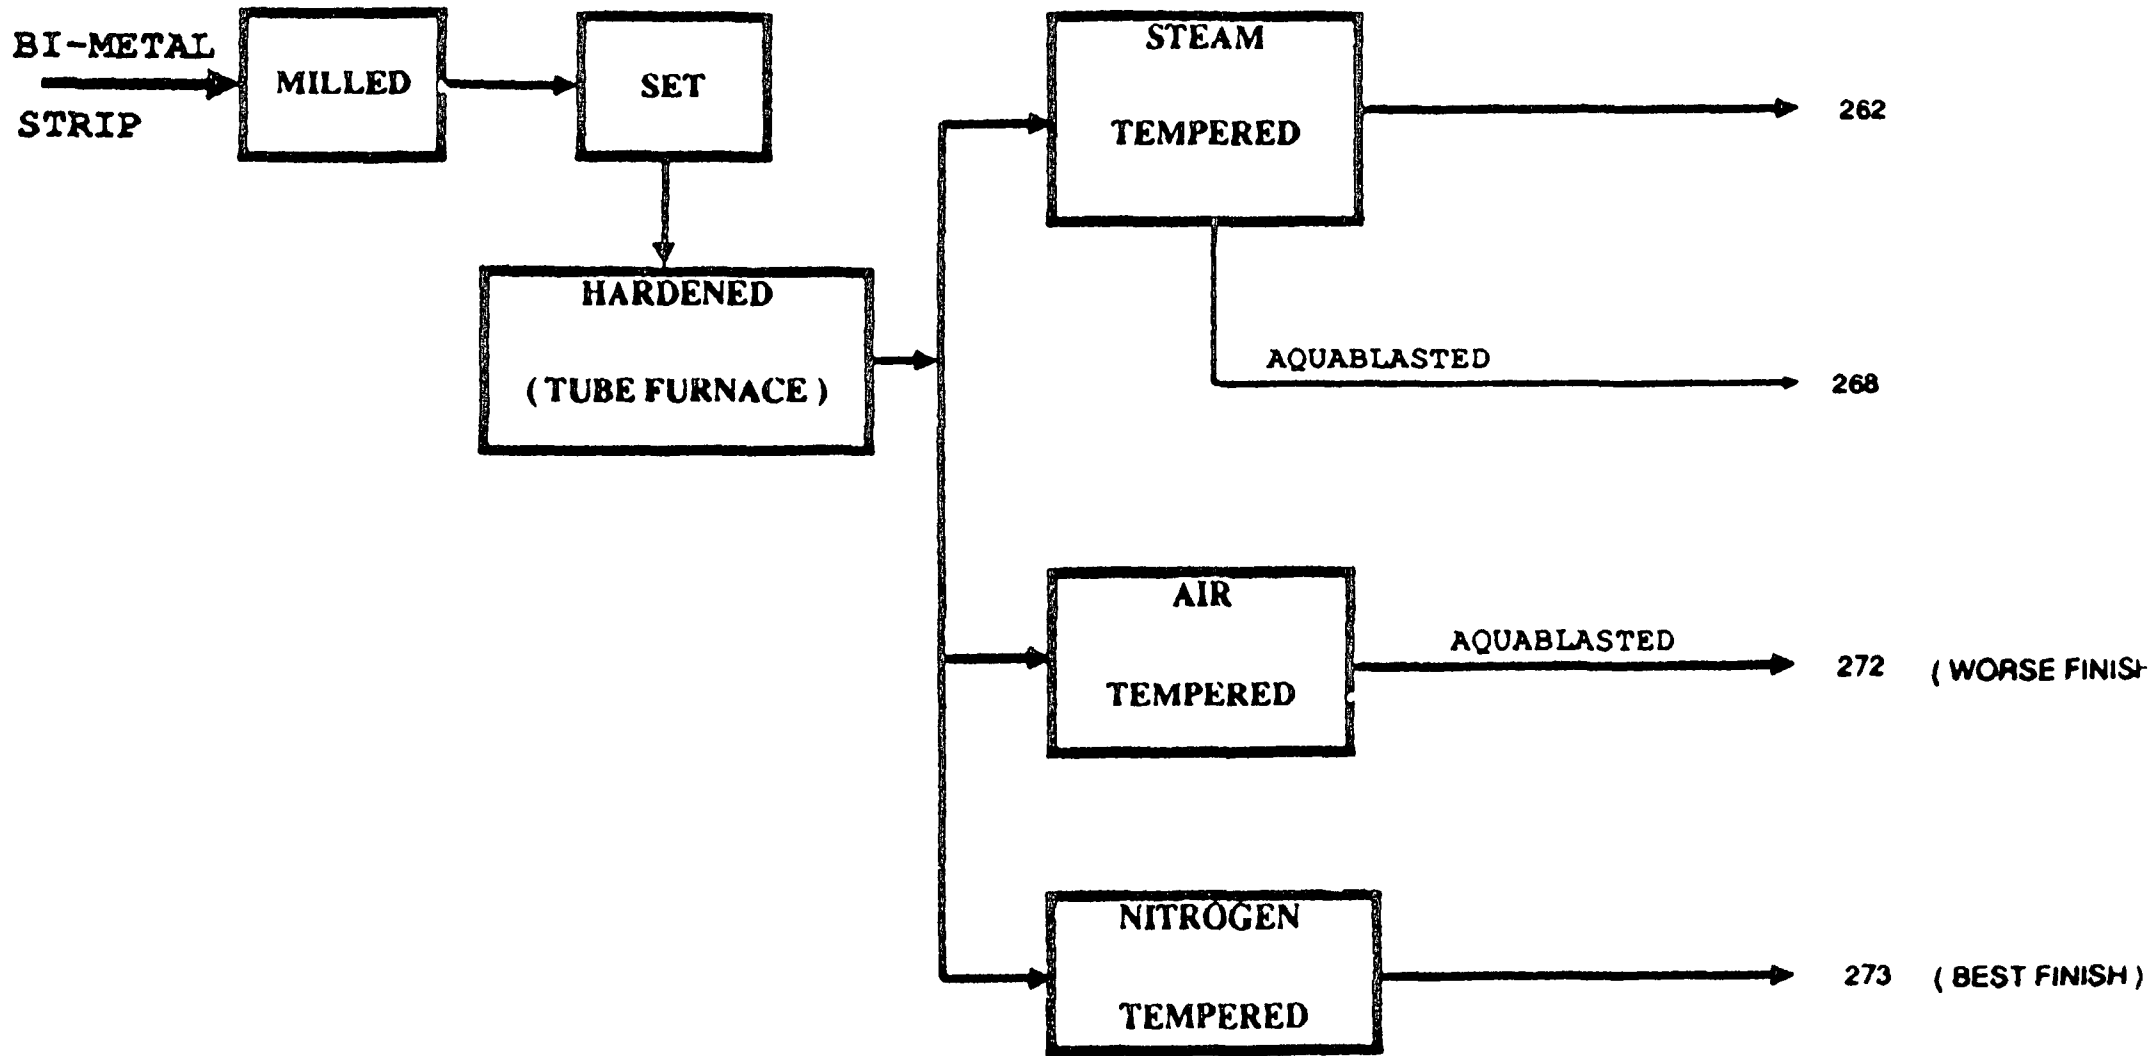 BI-METAL
STRIP
MILLED
SET
HARDENED
( TUBE FURNACE )
STEAM
TEMPERED
262
AQUABLASTED
268
AIR
TEMPERED
AQUABLASTED
272 ( WORSE FINISH
NITROGEN
TEMPERED
273 ( BEST FINISH )